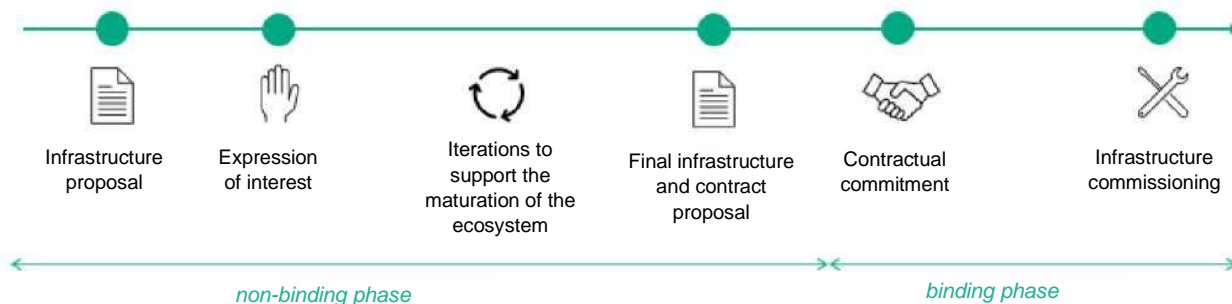 Infrastructure
proposal
Expression
of interest
Iterations to
support the
maturation of the
ecosystem
Final infrastructure
and contract
proposal
Contractual
commitment
Infrastructure
commissioning
non-binding phase
binding phase